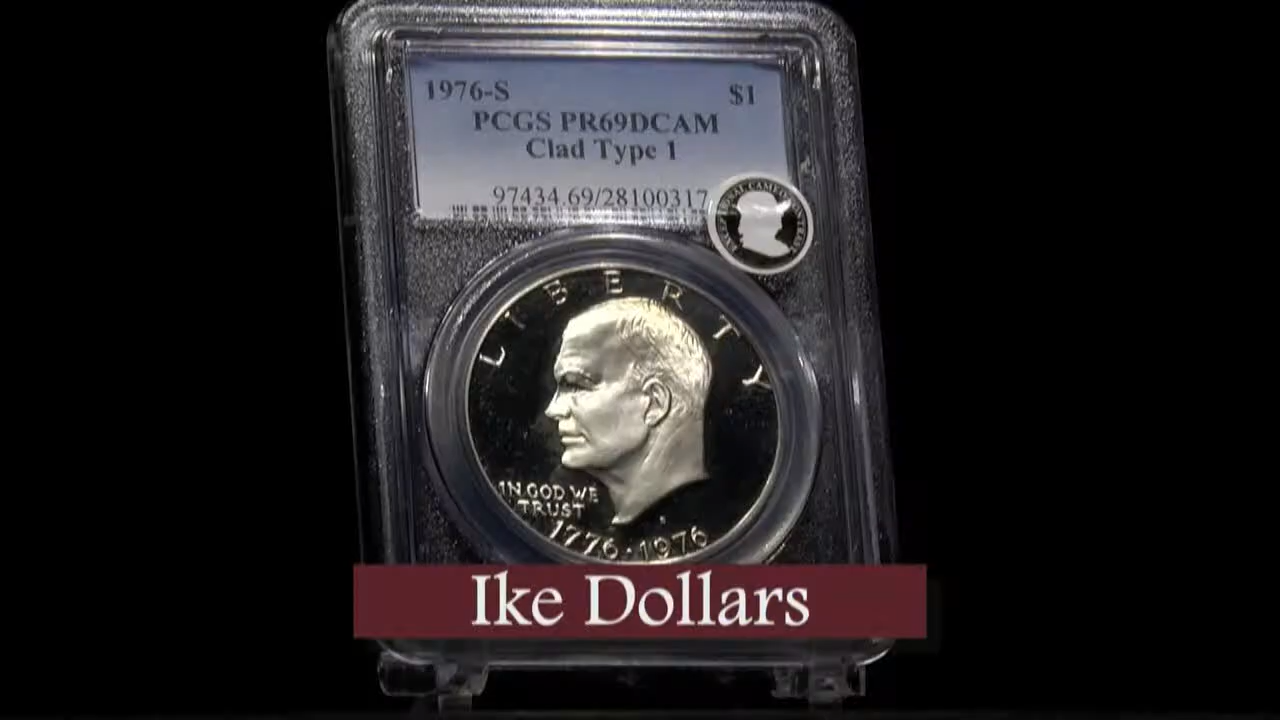 1976-S $1
PCGS PR69DCAM
Clad Type 1
97434.69/28100317
LIBERTY
IN GOD WE
TRUST
S
1776·1976
Ike Dollars